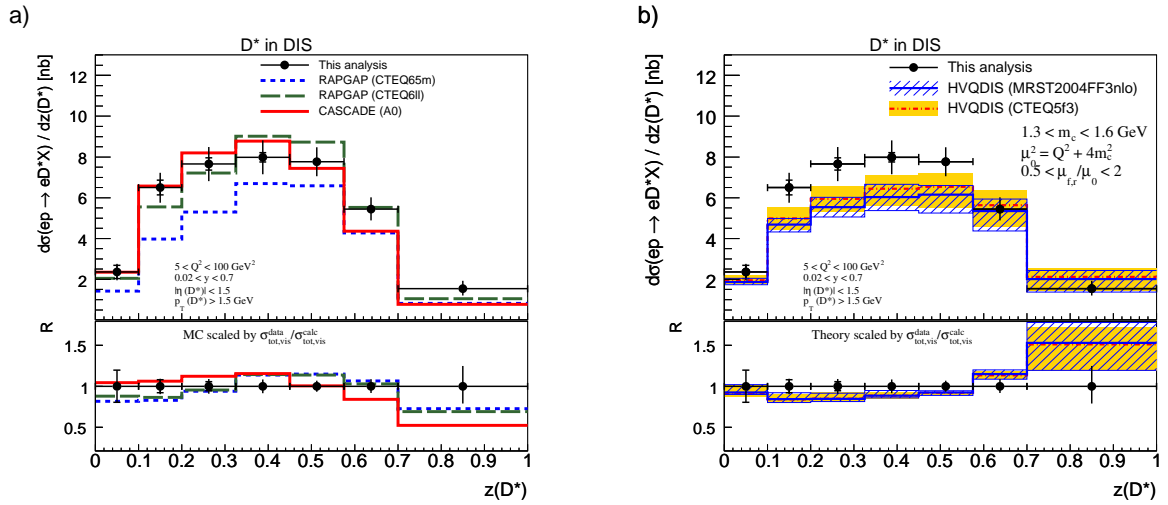 a)
D* in DIS
dσ(ep → eD*X) / dz(D*) [nb]
14
12
10
8
6
4
2
This analysis
RAPGAP (CTEQ65m)
RAPGAP (CTEQ6ll)
CASCADE (A0)
5 < Q² < 100 GeV²
0.02 < y < 0.7
|η (D*)| < 1.5
p_T (D*) > 1.5 GeV
R
1.5
1
0.5
MC scaled by σ^data_tot,vis/σ^calc_tot,vis
0 0.1 0.2 0.3 0.4 0.5 0.6 0.7 0.8 0.9 1
z(D*)
b)
D* in DIS
dσ(ep → eD*X) / dz(D*) [nb]
12
10
8
6
4
2
This analysis
HVQDIS (MRST2004FF3nlo)
HVQDIS (CTEQ5f3)
1.3 < m_c < 1.6 GeV
μ_0² = Q² + 4m_c²
0.5 < μ_f,r/μ_0 < 2
5 < Q² < 100 GeV²
0.02 < y < 0.7
|η (D*)| < 1.5
p_T (D*) > 1.5 GeV
R
1.5
1
0.5
Theory scaled by σ^data_tot,vis/σ^calc_tot,vis
0 0.1 0.2 0.3 0.4 0.5 0.6 0.7 0.8 0.9 1
z(D*)